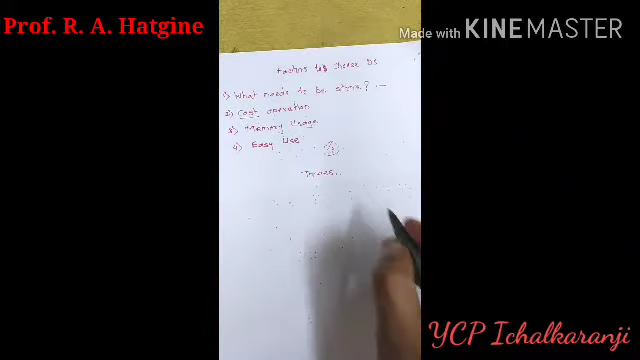 Prof. R. A. Hatgine
Made with KINEMASTER
Factors to choose DS
1) What needs to be store? —
2) Cost operation
3) Memory Usage
4) Easy Use
YCP Ichalkaranji